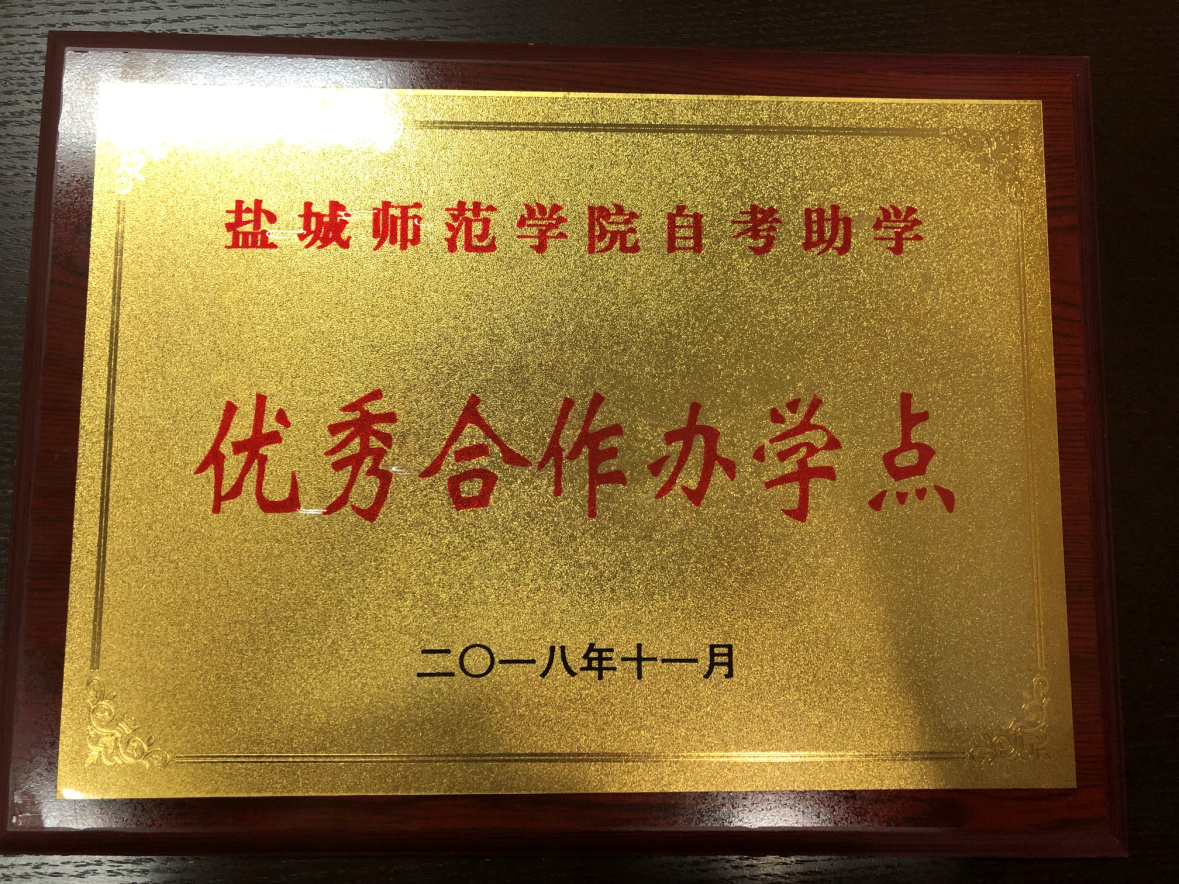 盐城师范学院自考助学
优秀合作办学点
二〇一八年十一月